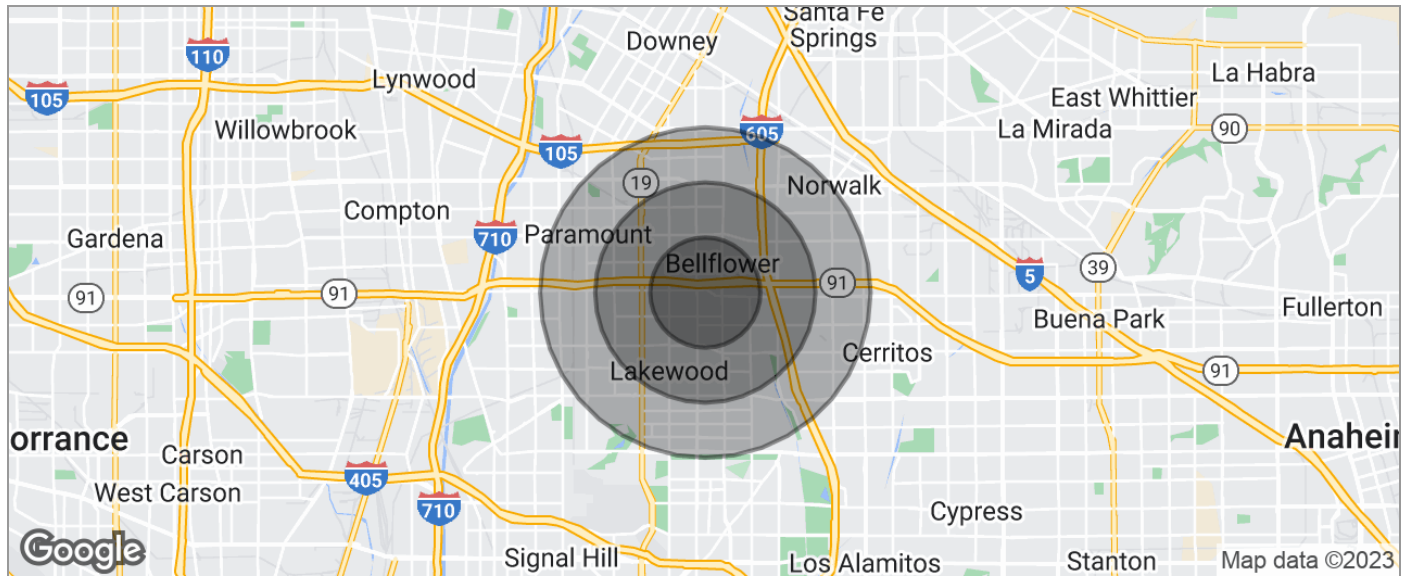 Santa Fe
Springs
110
Downey
La Habra
Lynwood
105
East Whittier
Willowbrook
605
La Mirada
90
105
19
Norwalk
Compton
Gardena
710
Paramount
Bellflower
39
5
91
91
91
Fullerton
Buena Park
Cerritos
Lakewood
91
orrance
Anahei
Carson
405
West Carson
710
Cypress
Google
Signal Hill
Los Alamitos
Stanton
Map data ©2023